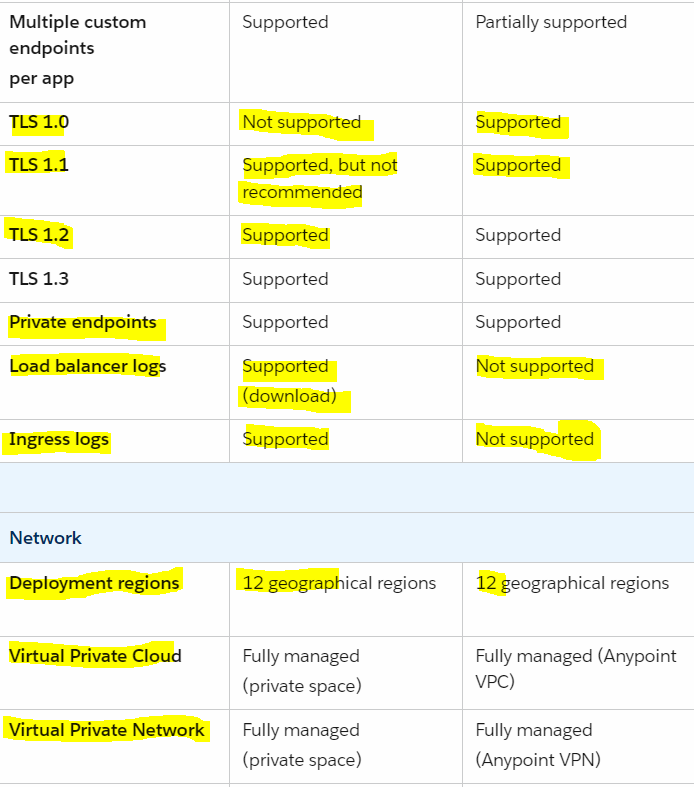 Multiple custom Supported Partially supported
endpoints
per app
TLS 1.0 Not supported Supported
TLS 1.1 Supported, but not Supported
recommended
TLS 1.2 Supported Supported
TLS 1.3 Supported Supported
Private endpoints Supported Supported
Load balancer logs Supported Not supported
(download)
Ingress logs Supported Not supported
Network
Deployment regions 12 geographical regions 12 geographical regions
Virtual Private Cloud Fully managed Fully managed (Anypoint
(private space) VPC)
Virtual Private Network Fully managed Fully managed
(private space) (Anypoint VPN)